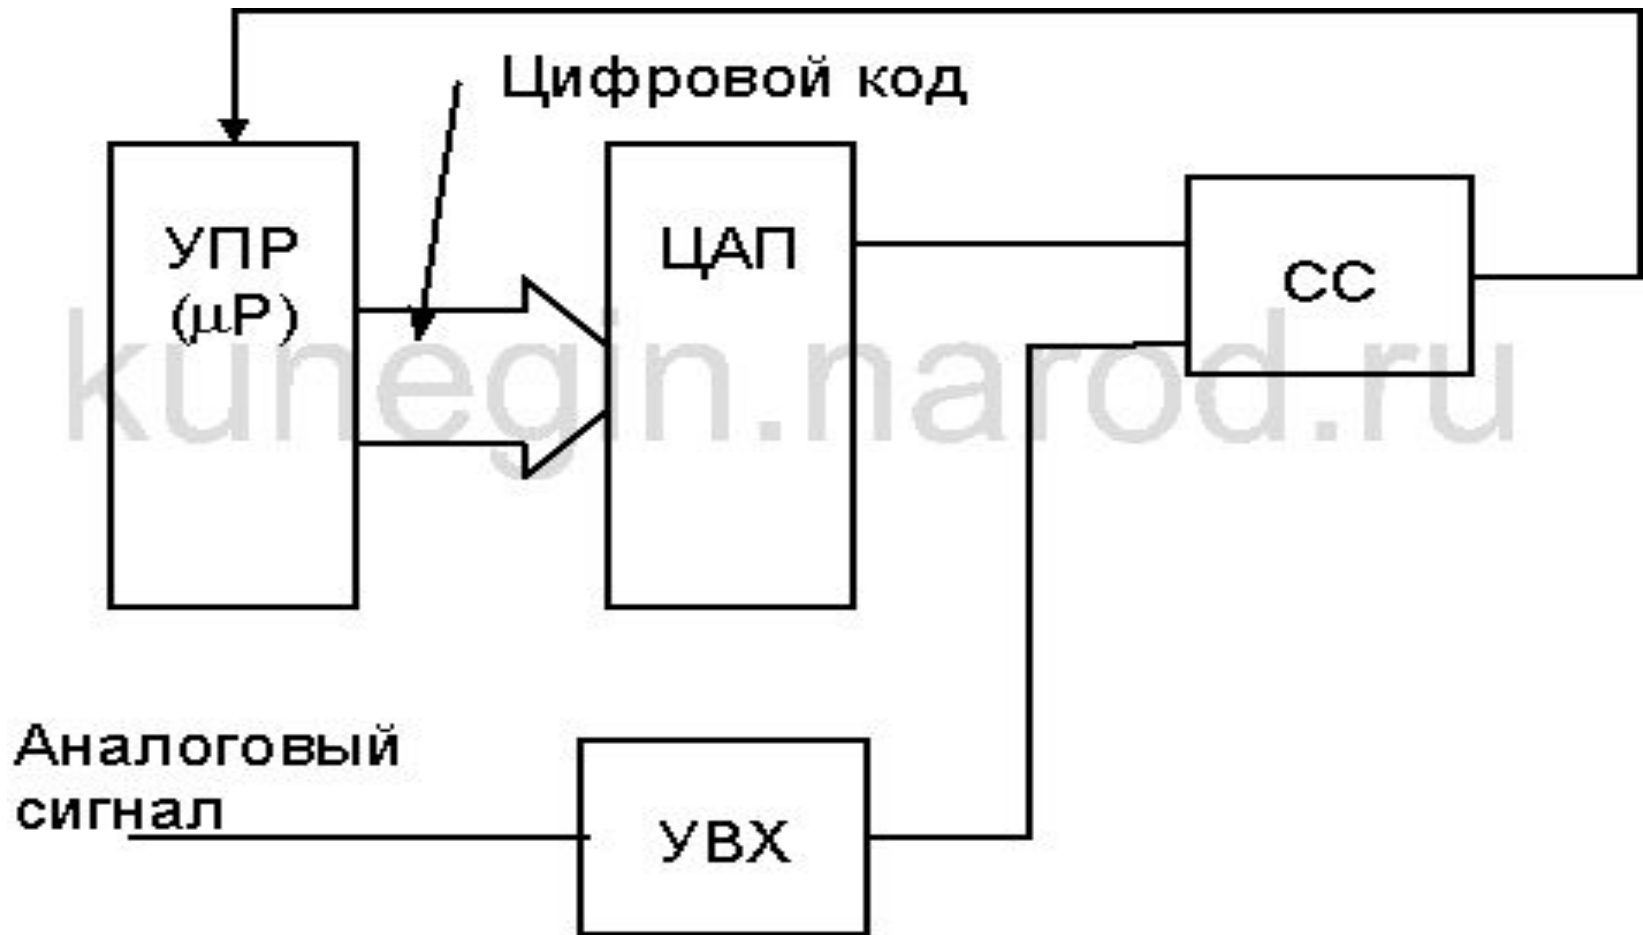 Цифровой код
УПР
(μP)
ЦАП
СС
kunegin.narod.ru
Аналоговый
сигнал
УВХ